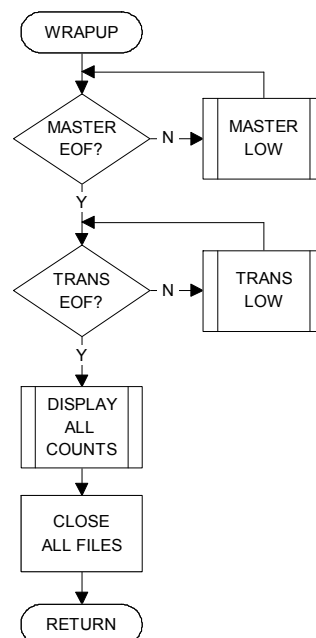 WRAPUP
MASTER
EOF?
N
MASTER
LOW
Y
TRANS
EOF?
N
TRANS
LOW
Y
DISPLAY
ALL
COUNTS
CLOSE
ALL FILES
RETURN